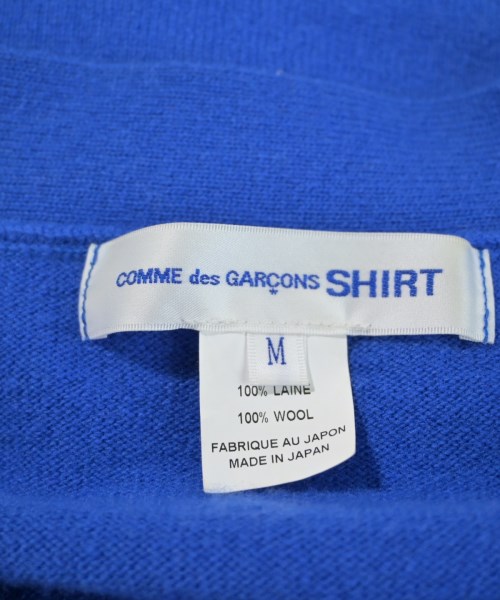 COMME des GARÇONS SHIRT
M
100% LAINE
100% WOOL
FABRIQUE AU JAPON
MADE IN JAPAN